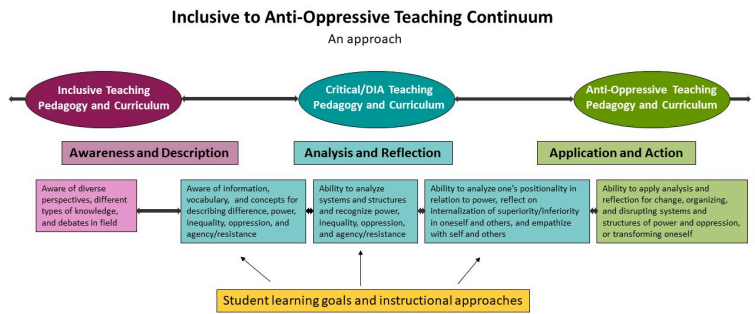 Inclusive to Anti-Oppressive Teaching Continuum
An approach
Inclusive Teaching
Pedagogy and Curriculum
Critical/DIA Teaching
Pedagogy and Curriculum
Anti-Oppressive Teaching
Pedagogy and Curriculum
Awareness and Description
Analysis and Reflection
Application and Action
Aware of diverse
perspectives, different
types of knowledge,
and debates in field
Aware of information,
vocabulary, and concepts for
describing difference, power,
inequality, oppression, and
agency/resistance
Ability to analyze
systems and structures
and recognize power,
inequality, oppression,
and agency/resistance
Ability to analyze one's positionality in
relation to power, reflect on
internalization of superiority/inferiority
in oneself and others, and empathize
with self and others
Ability to apply analysis and
reflection for change, organizing,
and disrupting systems and
structures of power and oppression,
or transforming oneself
Student learning goals and instructional approaches